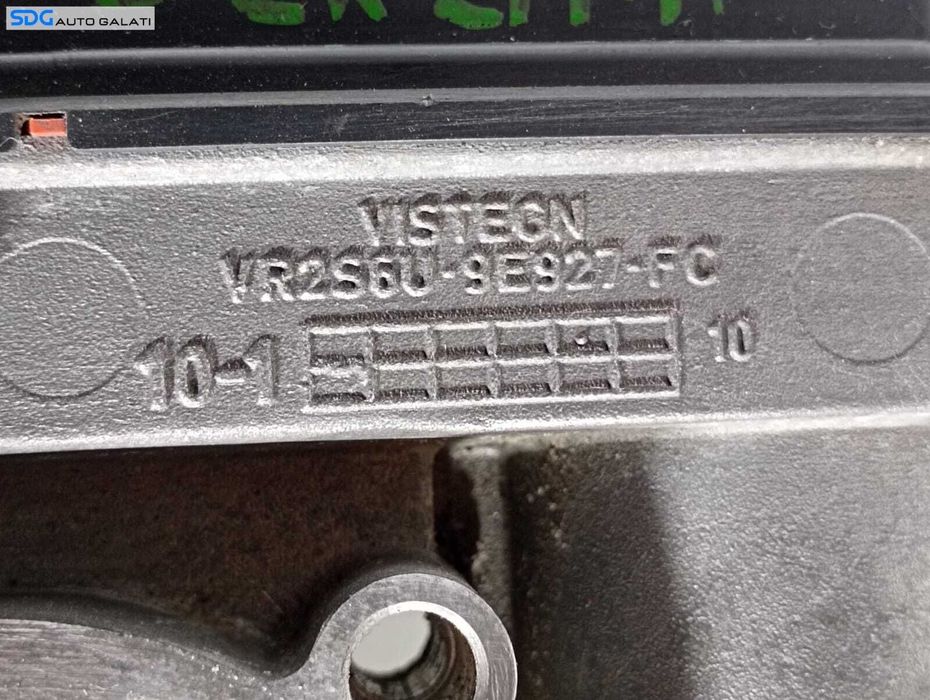 SDG AUTO GALATI
VISTEON
VR2S6U-9E927-FC
10-1
10